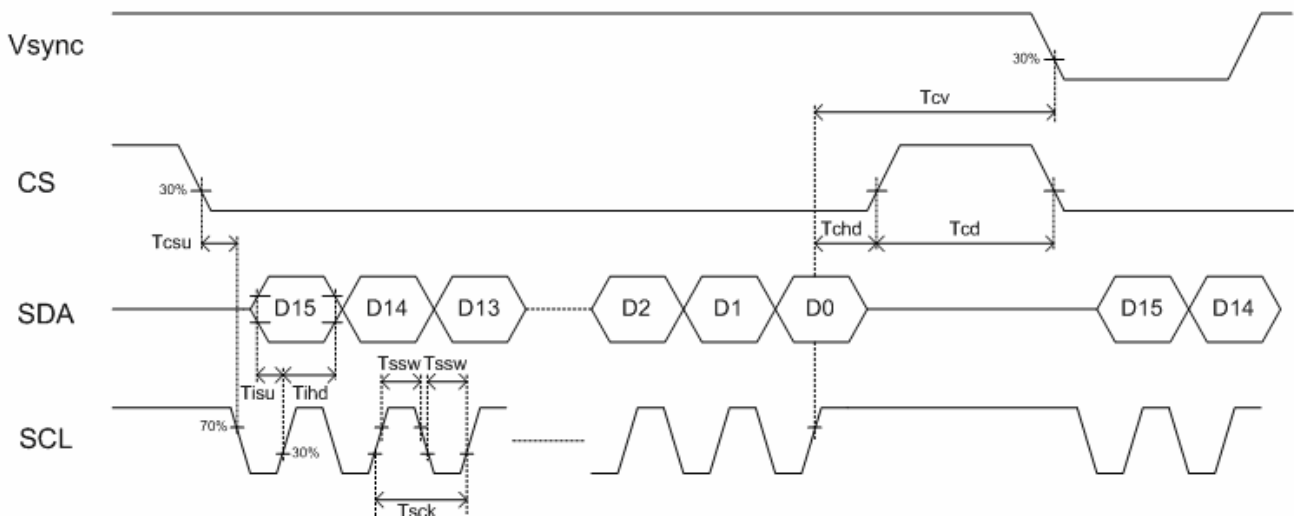 Vsync
30%
Tcv
CS
30%
Tcsu
Tchd
Tcd
SDA
D15
D14
D13
D2
D1
D0
D15
D14
Tisu
Tihd
Tssw
Tssw
SCL
70%
30%
Tsck